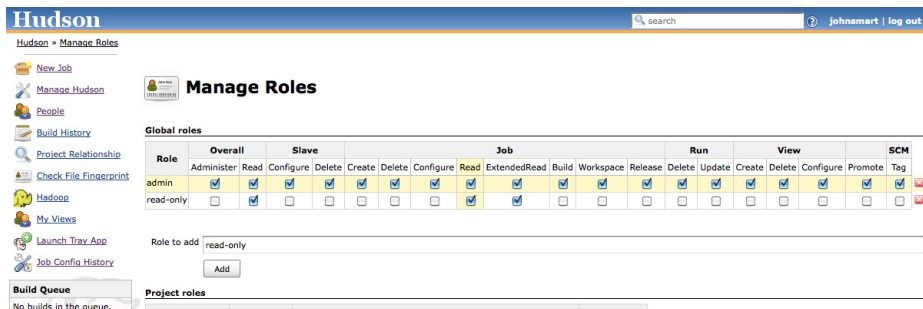 Hudson
search
johnsmart | log out
Hudson » Manage Roles
New Job
Manage Hudson
People
Build History
Project Relationship
Check File Fingerprint
Hadoop
My Views
Launch Tray App
Job Config History
Build Queue
No builds in the queue.
Manage Roles
Global roles
Role Overall Slave Job Run View SCM
Administer Read Configure Delete Create Delete Configure Read ExtendedRead Build Workspace Release Delete Update Create Delete Configure Promote Tag
admin
read-only
Role to add read-only
Add
Project roles